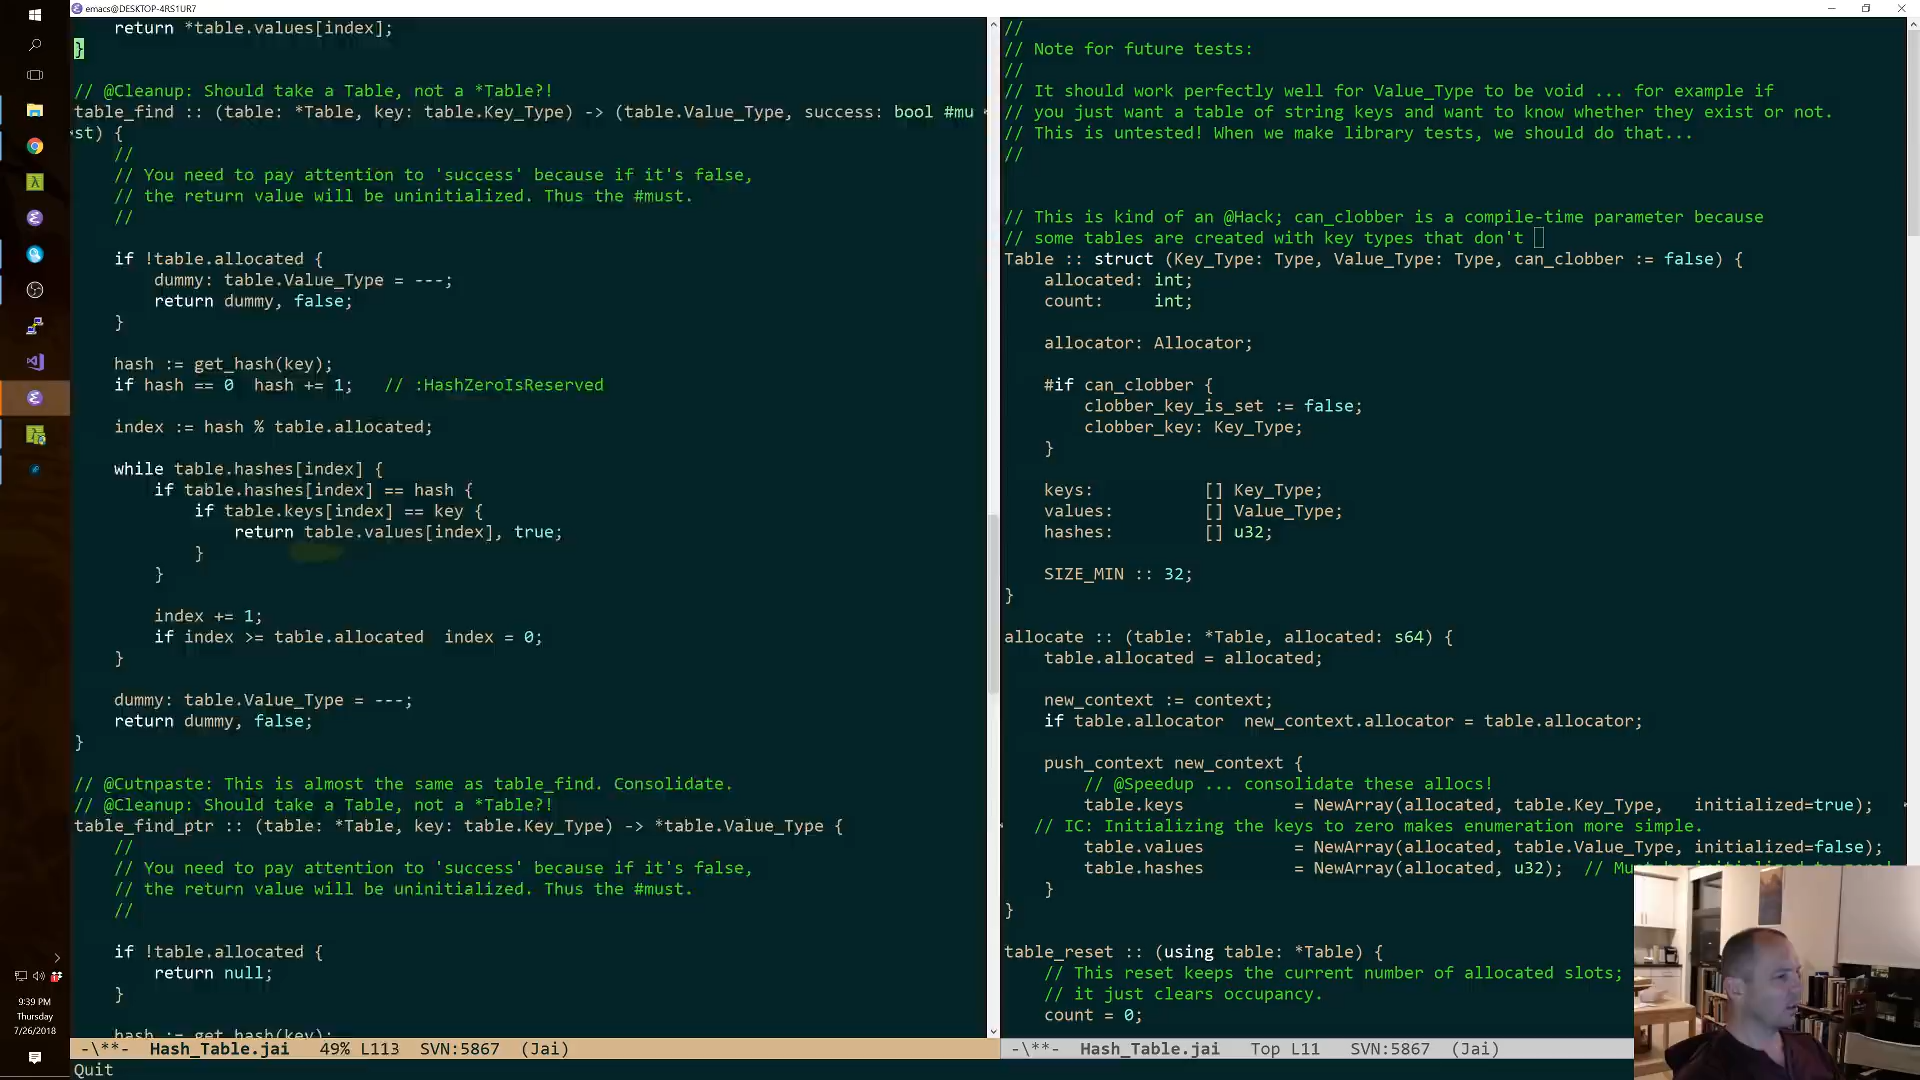 emacs@DESKTOP-4RS1UR7
return *table.values[index];
}
// @Cleanup: Should take a Table, not a *Table?!
table_find :: (table: *Table, key: table.Key_Type) -> (table.Value_Type, success: bool #mu
st) {
//
// You need to pay attention to 'success' because if it's false,
// the return value will be uninitialized. Thus the #must.
//
if !table.allocated {
dummy: table.Value_Type = ---;
return dummy, false;
}
hash := get_hash(key);
if hash == 0  hash += 1;   // :HashZeroIsReserved
index := hash % table.allocated;
while table.hashes[index] {
if table.hashes[index] == hash {
if table.keys[index] == key {
return table.values[index], true;
}
}
index += 1;
if index >= table.allocated  index = 0;
}
dummy: table.Value_Type = ---;
return dummy, false;
}
// @Cutnpaste: This is almost the same as table_find. Consolidate.
// @Cleanup: Should take a Table, not a *Table?!
table_find_ptr :: (table: *Table, key: table.Key_Type) -> *table.Value_Type {
//
// You need to pay attention to 'success' because if it's false,
// the return value will be uninitialized. Thus the #must.
//
if !table.allocated {
return null;
}
hash := get_hash(key);
-\**-  Hash_Table.jai   49% L113  SVN:5867  (Jai)
Quit
//
// Note for future tests:
//
// It should work perfectly well for Value_Type to be void ... for example if
// you just want a table of string keys and want to know whether they exist or not.
// This is untested! When we make library tests, we should do that...
//
// This is kind of an @Hack; can_clobber is a compile-time parameter because
// some tables are created with key types that don't
Table :: struct (Key_Type: Type, Value_Type: Type, can_clobber := false) {
allocated: int;
count:     int;
allocator: Allocator;
#if can_clobber {
clobber_key_is_set := false;
clobber_key: Key_Type;
}
keys:           [] Key_Type;
values:         [] Value_Type;
hashes:         [] u32;
SIZE_MIN :: 32;
}
allocate :: (table: *Table, allocated: s64) {
table.allocated = allocated;
new_context := context;
if table.allocator  new_context.allocator = table.allocator;
push_context new_context {
// @Speedup ... consolidate these allocs!
table.keys           = NewArray(allocated, table.Key_Type,   initialized=true);
// IC: Initializing the keys to zero makes enumeration more simple.
table.values         = NewArray(allocated, table.Value_Type, initialized=false);
table.hashes         = NewArray(allocated, u32);  //
}
}
table_reset :: (using table: *Table) {
// This reset keeps the current number of allocated slots;
// it just clears occupancy.
count = 0;
-\**-  Hash_Table.jai   Top L11   SVN:5867  (Jai)
9:39 PM
Thursday
7/26/2018